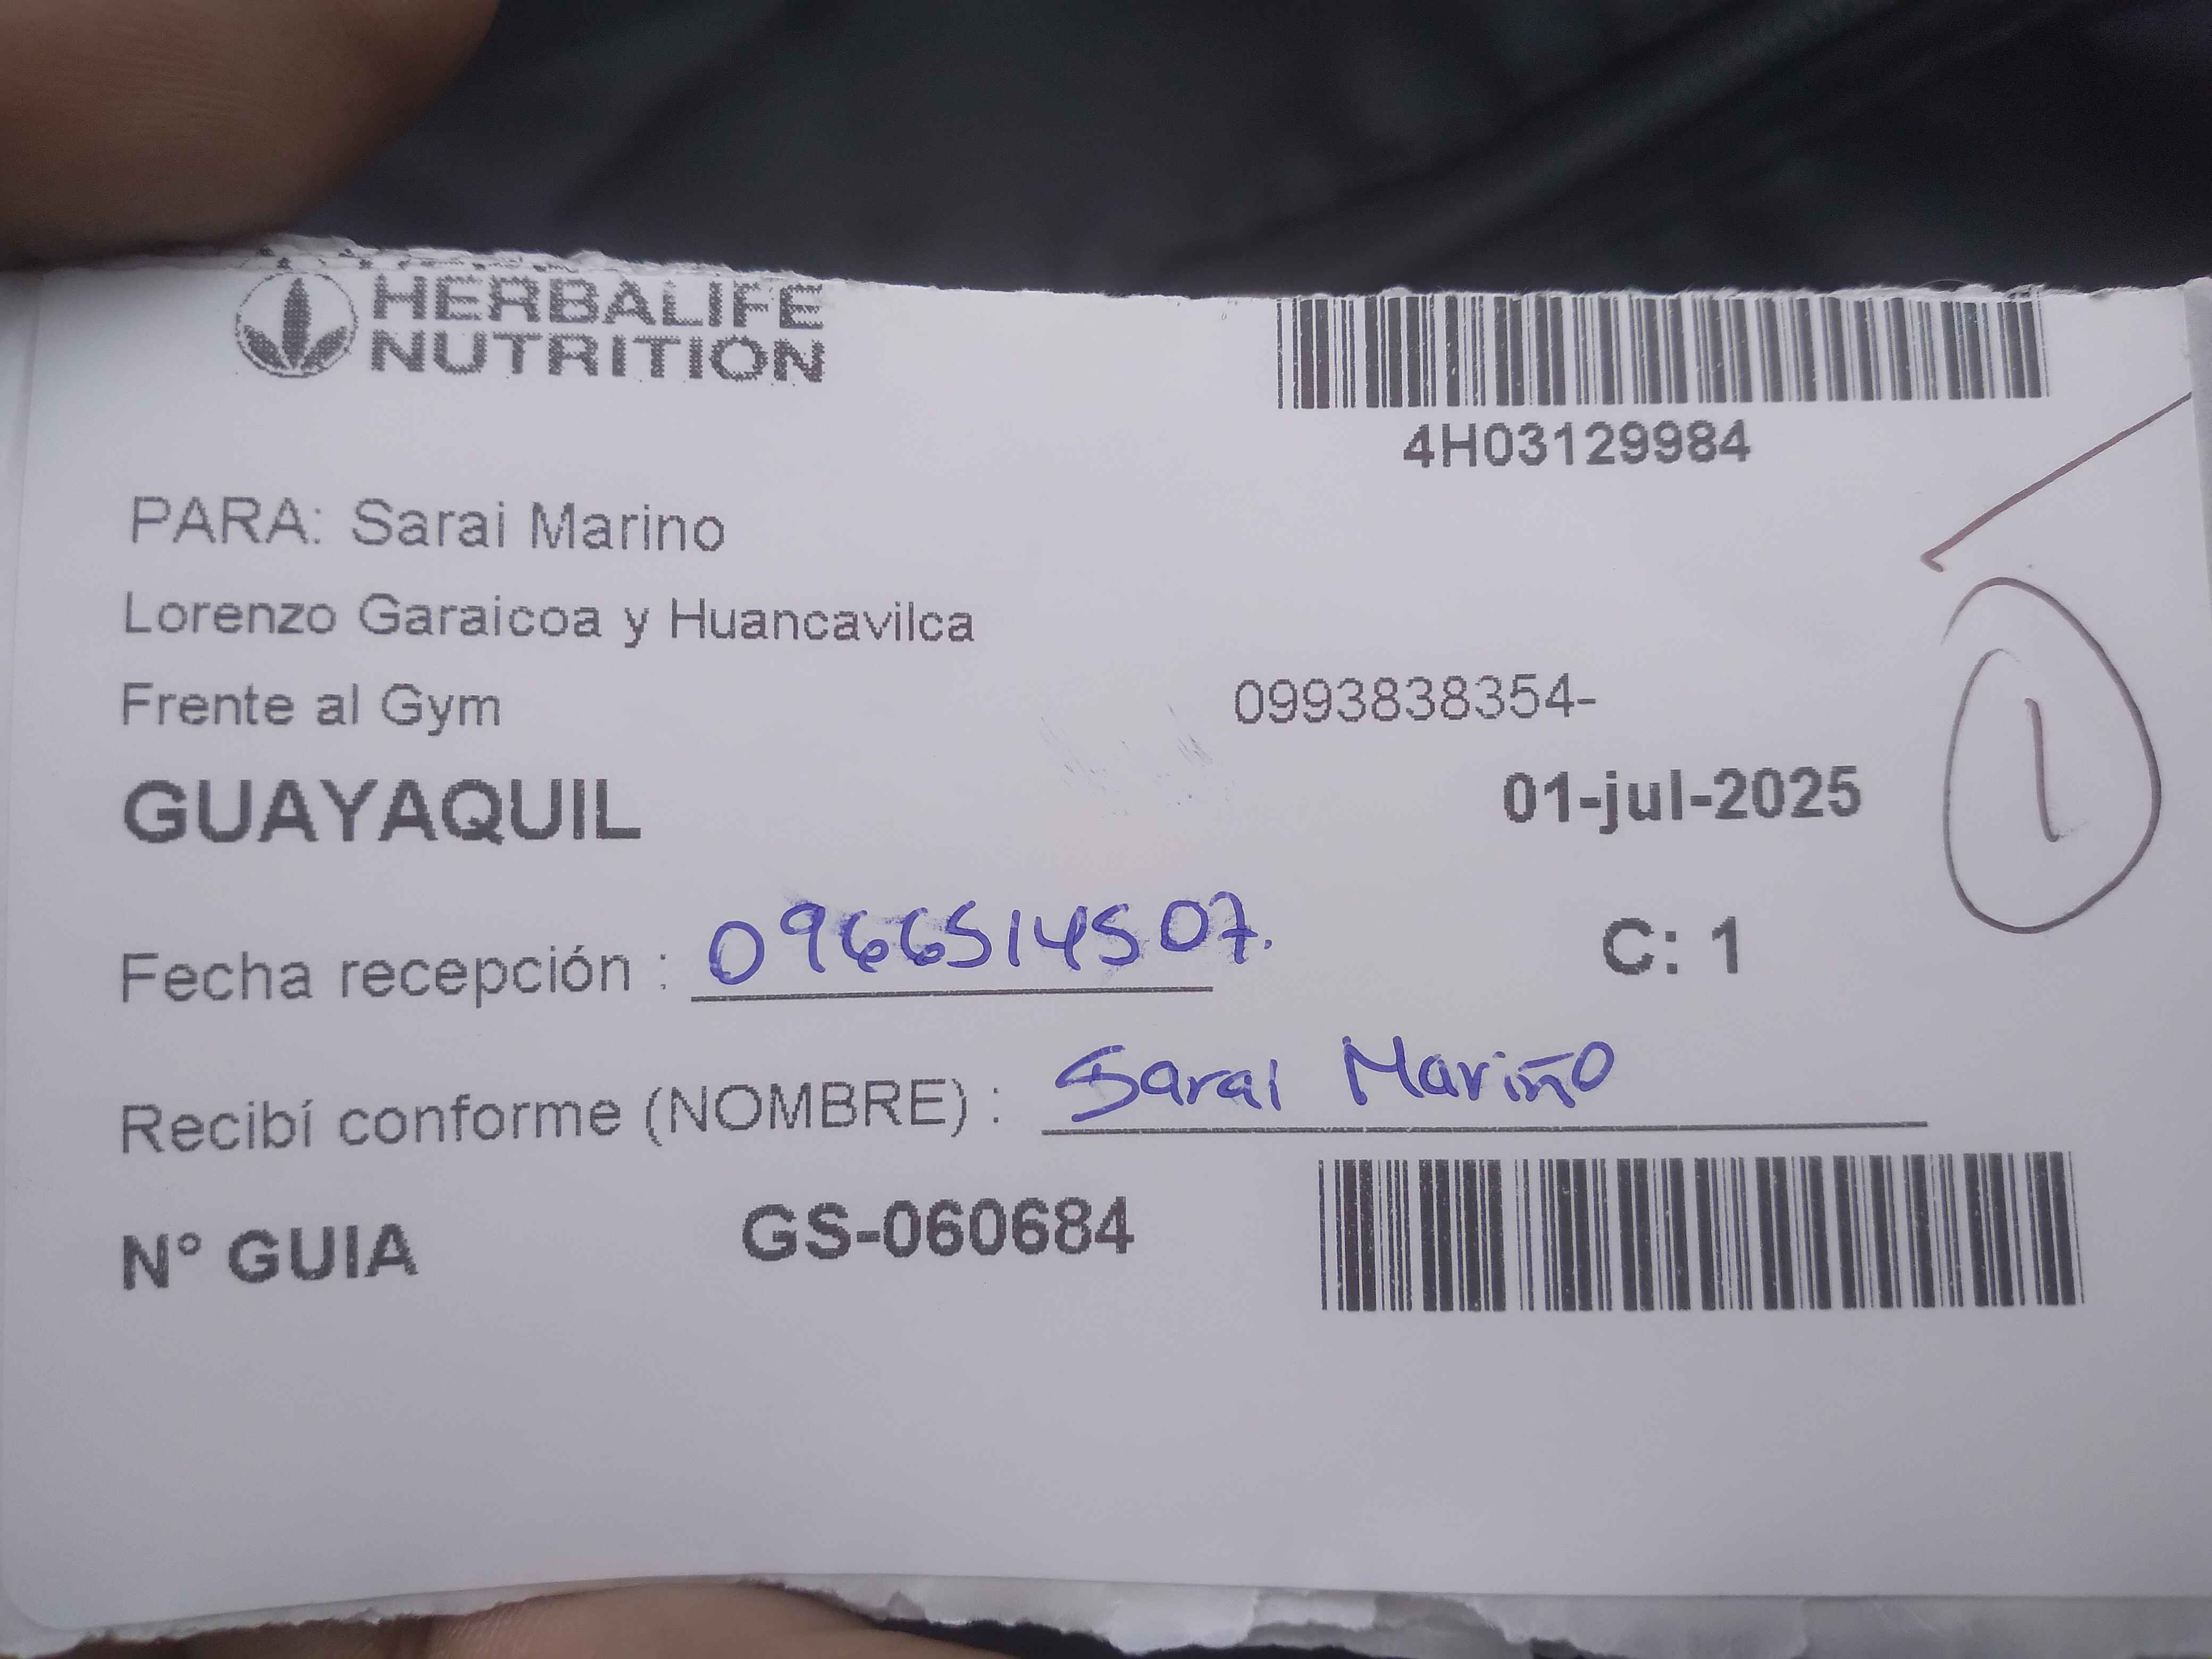 HERBALIFE
NUTRITION
4H03129984
PARA: Sarai Marino
Lorenzo Garaicoa y Huancavilca
Frente al Gym 0993838354-
GUAYAQUIL 01-jul-2025
1
Fecha recepción : 0966514507. C: 1
Recibí conforme (NOMBRE) : Sarai Mariño
N° GUIA GS-060684